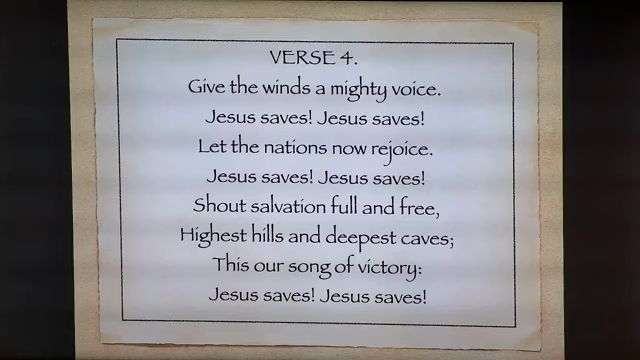 VERSE 4.
Give the winds a mighty voice.
Jesus saves! Jesus saves!
Let the nations now rejoice.
Jesus saves! Jesus saves!
Shout salvation full and free,
Highest hills and deepest caves;
This our song of victory:
Jesus saves! Jesus saves!